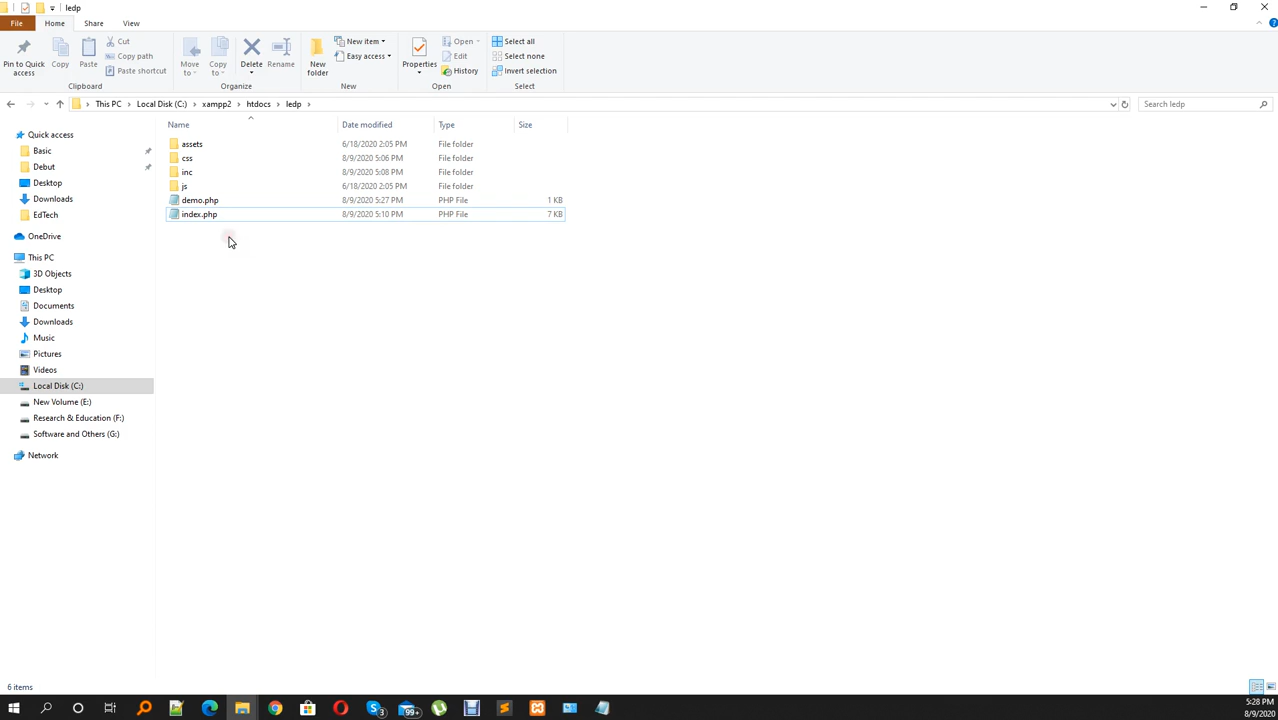 ledp
File Home Share View
Pin to Quick access
Copy
Paste
Cut
Copy path
Paste shortcut
Clipboard
Move to
Copy to
Delete
Rename
Organize
New folder
New item
Easy access
New
Properties
Open
Edit
History
Open
Select all
Select none
Invert selection
Select
This PC Local Disk (C:) xampp2 htdocs ledp
Search ledp
Name Date modified Type Size
assets 6/18/2020 2:05 PM File folder
css 8/9/2020 5:06 PM File folder
inc 8/9/2020 5:08 PM File folder
js 6/18/2020 2:05 PM File folder
demo.php 8/9/2020 5:27 PM PHP File 1 KB
index.php 8/9/2020 5:10 PM PHP File 7 KB
Quick access
Basic
Debut
Desktop
Downloads
EdTech
OneDrive
This PC
3D Objects
Desktop
Documents
Downloads
Music
Pictures
Videos
Local Disk (C:)
New Volume (E:)
Research & Education (F:)
Software and Others (G:)
Network
6 items
3
99+
5:28 PM
8/9/2020